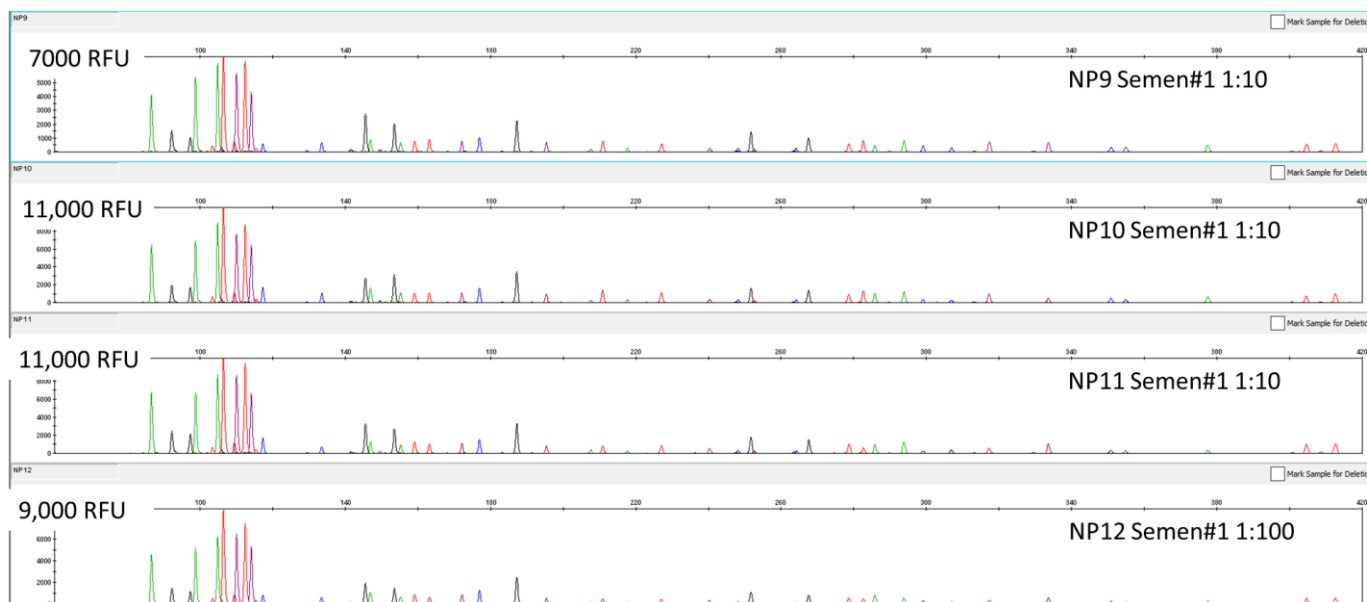 NP9
Mark Sample for Deletic
100 140 180 220 260 300 340 380 420
7000 RFU
NP9 Semen#1 1:10
5000
4000
3000
2000
1000
0
NP10
Mark Sample for Deletic
100 140 180 220 260 300 340 380 420
11,000 RFU
NP10 Semen#1 1:10
8000
6000
4000
2000
0
NP11
Mark Sample for Deletic
100 140 180 220 260 300 340 380 420
11,000 RFU
NP11 Semen#1 1:10
8000
6000
4000
2000
0
NP12
Mark Sample for Deletic
100 140 180 220 260 300 340 380 420
9,000 RFU
NP12 Semen#1 1:100
6000
4000
2000